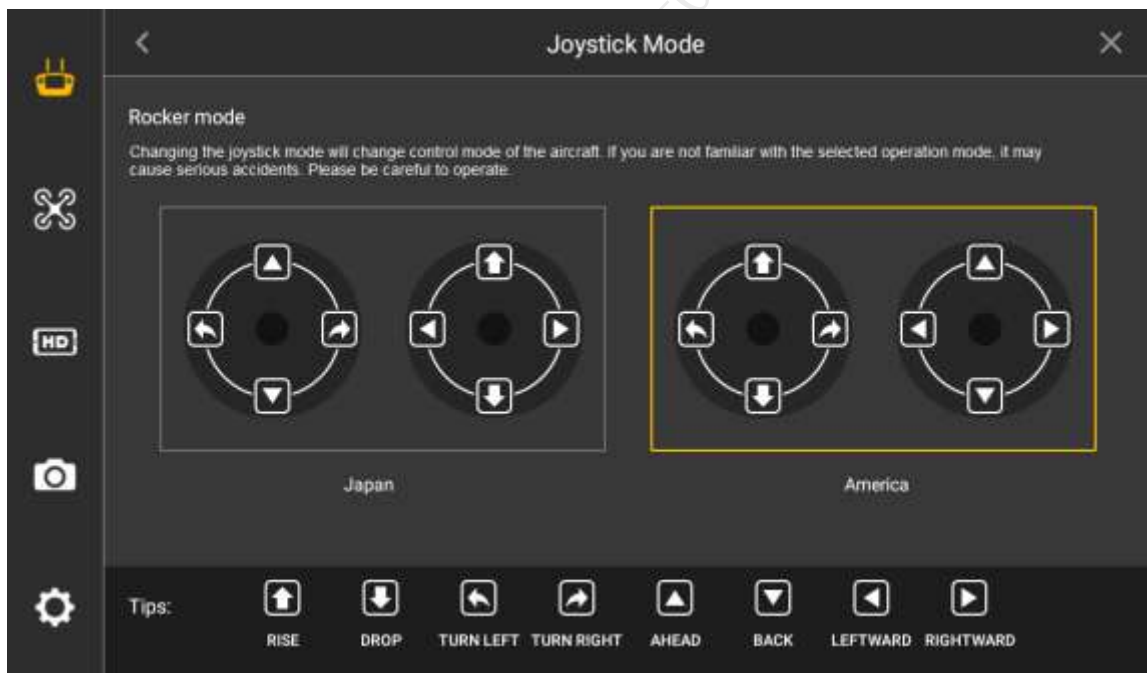 Joystick Mode
Rocker mode
Changing the joystick mode will change control mode of the aircraft. If you are not familiar with the selected operation mode, it may
cause serious accidents. Please be careful to operate.
HD
Japan
America
Tips:
RISE DROP TURN LEFT TURN RIGHT AHEAD BACK LEFTWARD RIGHTWARD